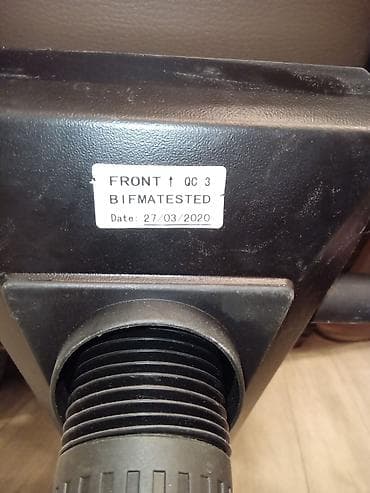 FRONT ↑ QC 3
BIFMATESTED
Date: 27/03/2020